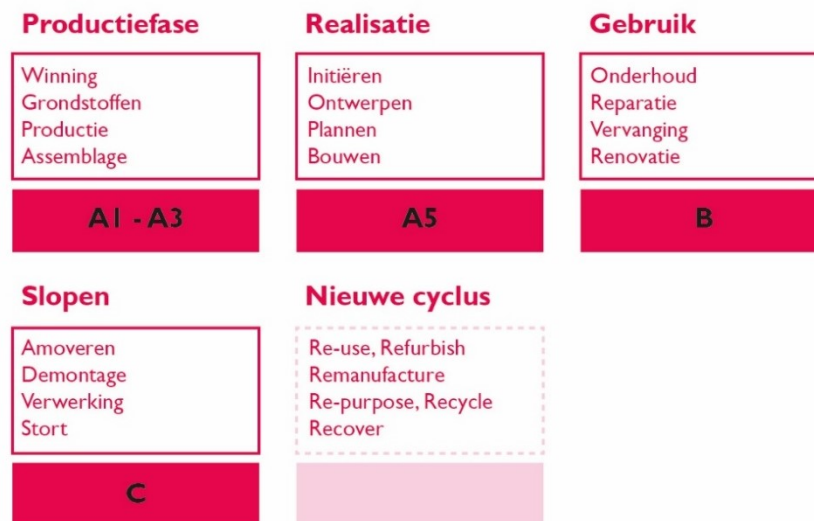 Productiefase
Winning
Grondstoffen
Productie
Assemblage
A1 - A3
Realisatie
Initiëren
Ontwerpen
Plannen
Bouwen
A5
Gebruik
Onderhoud
Reparatie
Vervanging
Renovatie
B
Slopen
Amoveren
Demontage
Verwerking
Stort
C
Nieuwe cyclus
Re-use, Refurbish
Remanufacture
Re-purpose, Recycle
Recover